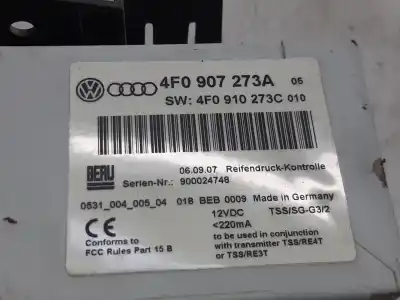 4F0 907 273A 05
SW: 4F0 910 273C 010
BERU
06.09.07 Reifendruck-Kontrolle
Serien-Nr.: 900024748
0531_004_005_04 018 BEB 0009 Made in Germany
12VDC TSS/SG-G3/2
<220mA
CE
Conforms to
FCC Rules Part 15 B
to be used in conjunction
with transmitter TSS/RE4T
or TSS/RE3T